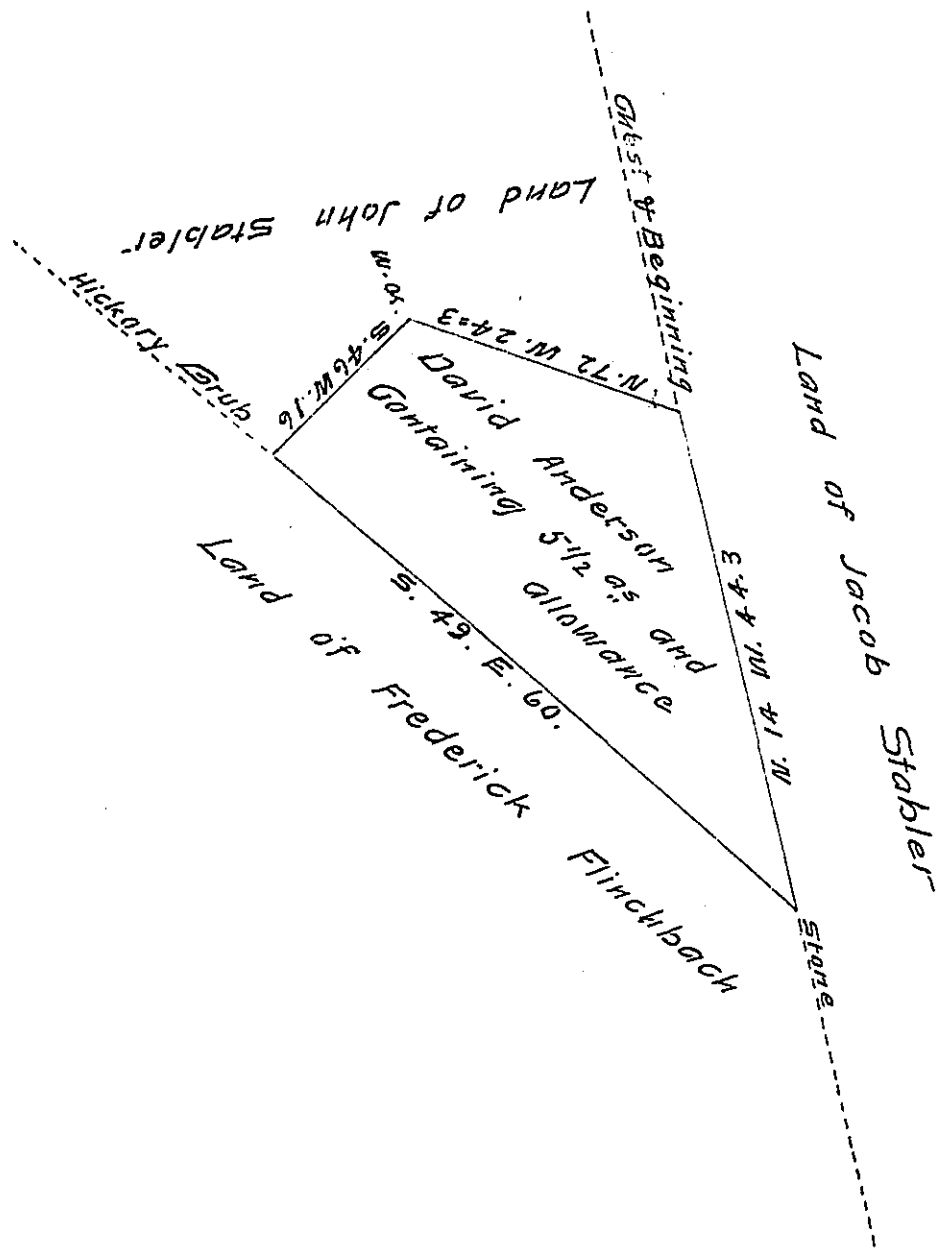 Chest & Beginning
Land of John Stabler
Hickory Grub
W. os.
S. 46 W. 16
N. 72 W. 24=3
Land of Jacob Stabler
David Anderson
Containing 5 1/2 as and
allowance
N. 14 W. 44.3
S. 49. E. 60.
Land of Frederick Flinchbach
Stone